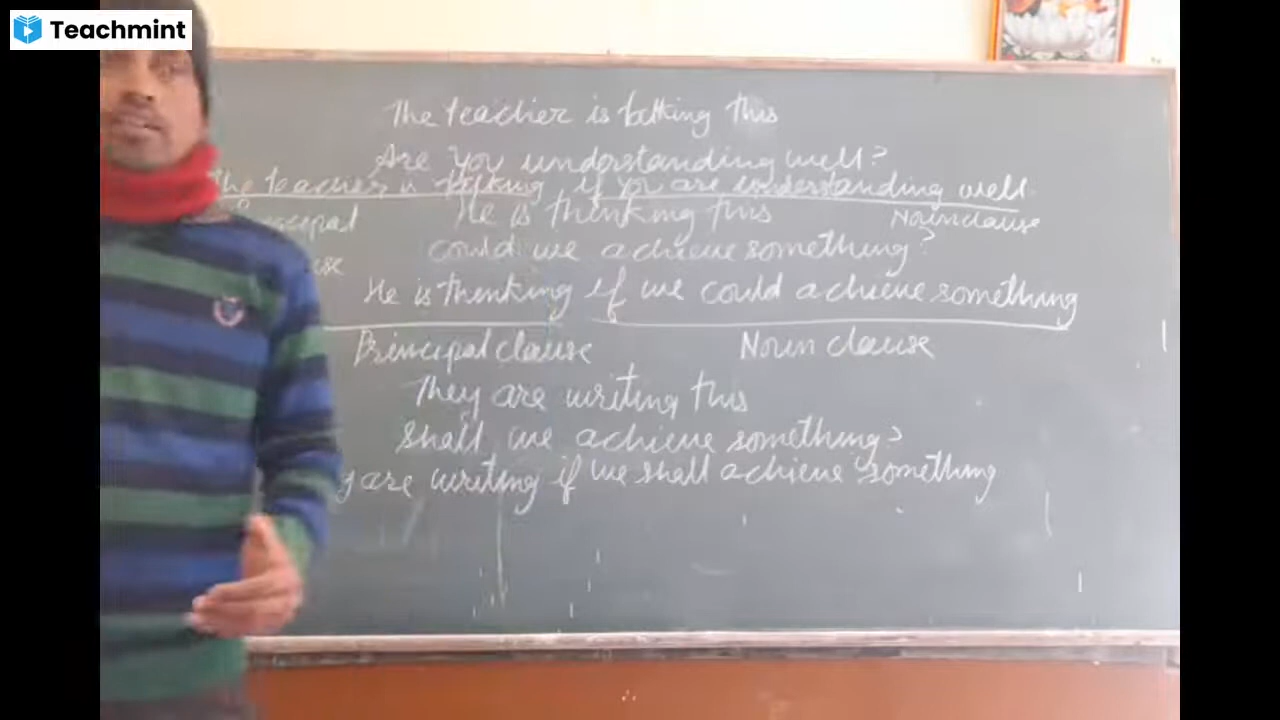 Teachmint
The teacher is talking this
Are you understanding well?
The teacher is talking if you are understanding well
He is thinking this
Noun clause
could we achieve something?
He is thinking if we could achieve something
Principal clause
Noun clause
They are writing this
Shall we achieve something?
are writing if we shall achieve something